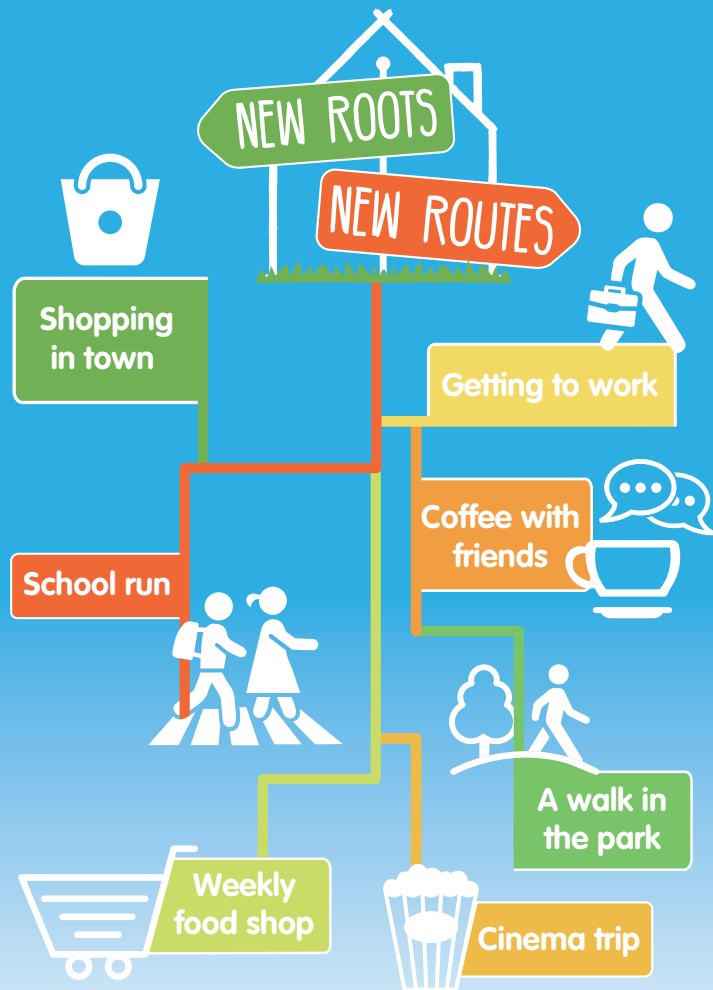 NEW ROOTS
NEW ROUTES
Shopping
in town
Getting to work
Coffee with
friends
School run
A walk in
the park
Weekly
food shop
Cinema trip